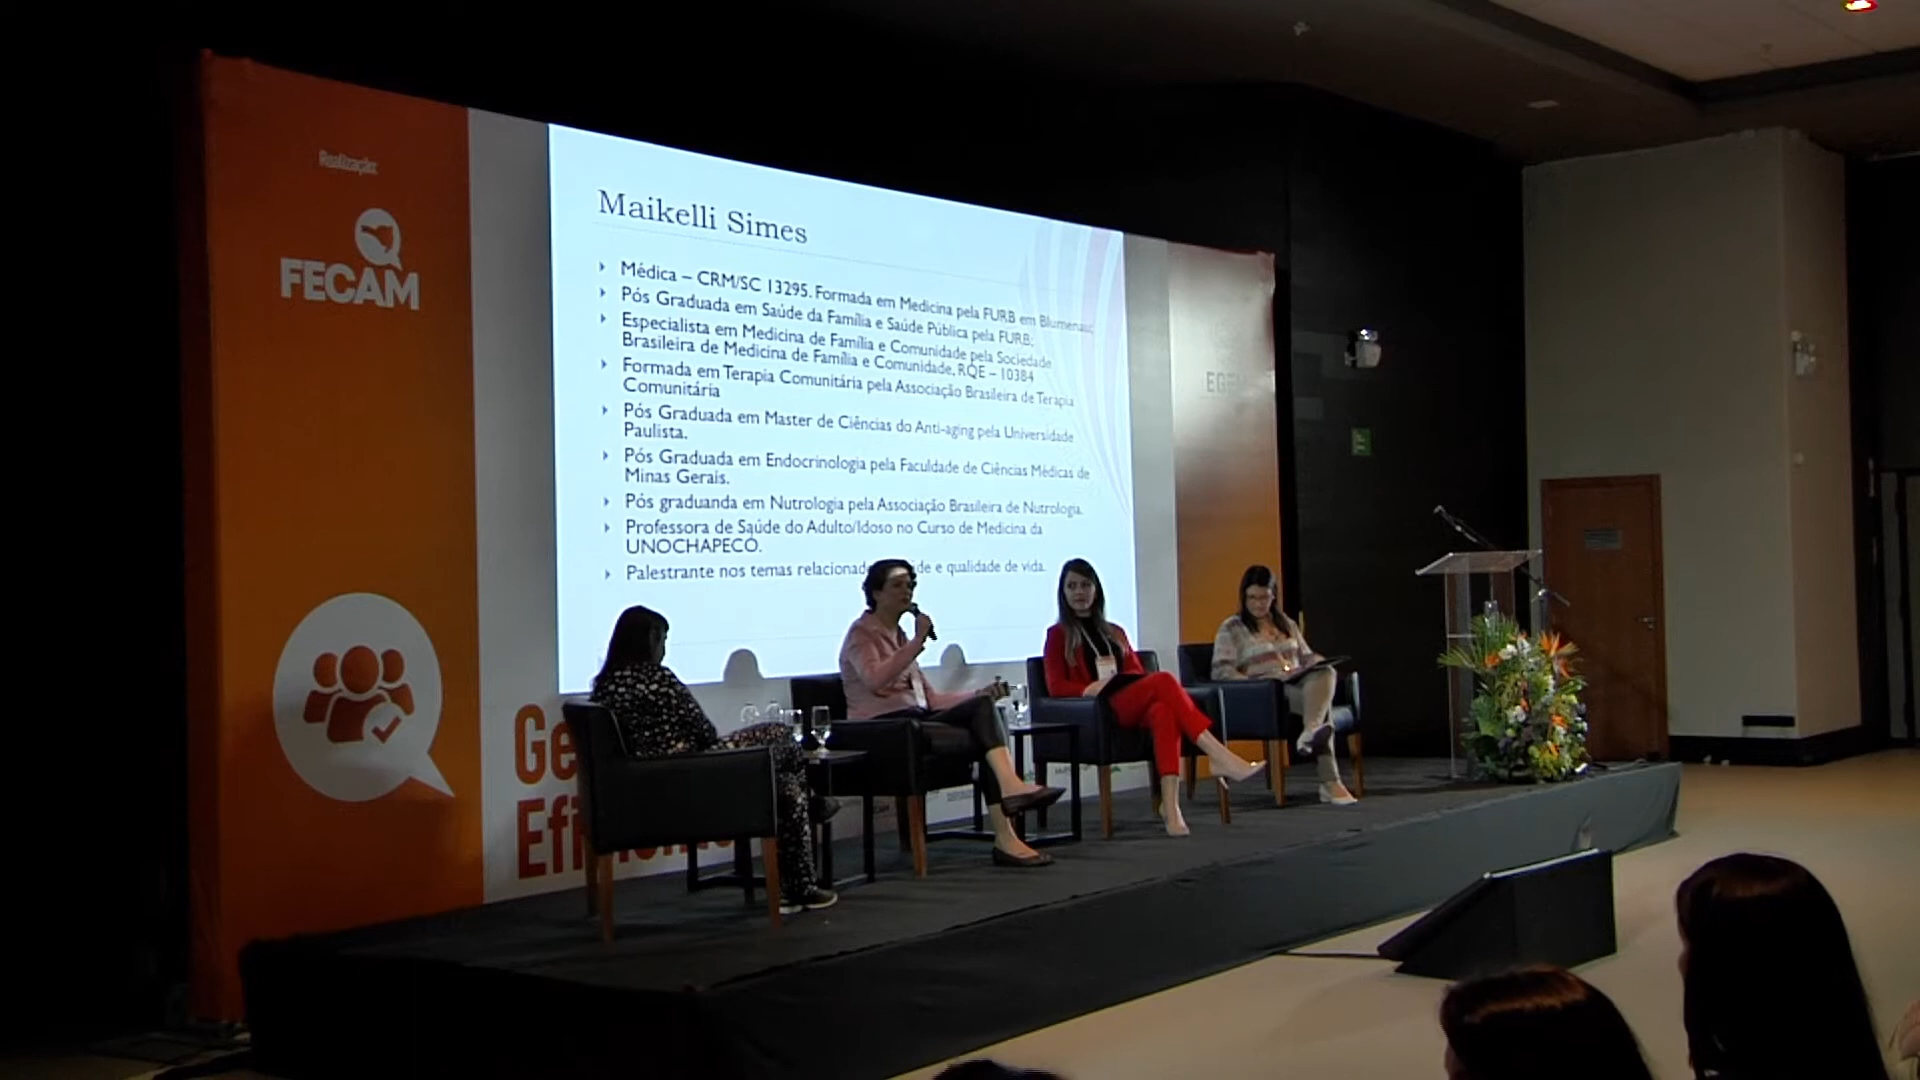 Realização:
FECAM
Maikelli Simes
Médica – CRM/SC 13295. Formada em Medicina pela FURB em Blumenau;
Pós Graduada em Saúde da Família e Saúde Pública pela FURB;
Especialista em Medicina de Família e Comunidade pela Sociedade
Brasileira de Medicina de Família e Comunidade, RQE – 10384
Formada em Terapia Comunitária pela Associação Brasileira de Terapia
Comunitária
Pós Graduada em Master de Ciências do Anti-aging pela Universidade
Paulista.
Pós Graduada em Endocrinologia pela Faculdade de Ciências Médicas de
Minas Gerais.
Pós graduanda em Nutrologia pela Associação Brasileira de Nutrologia.
Professora de Saúde do Adulto/Idoso no Curso de Medicina da
UNOCHAPECÓ.
Palestrante nos temas e qualidade de vida.